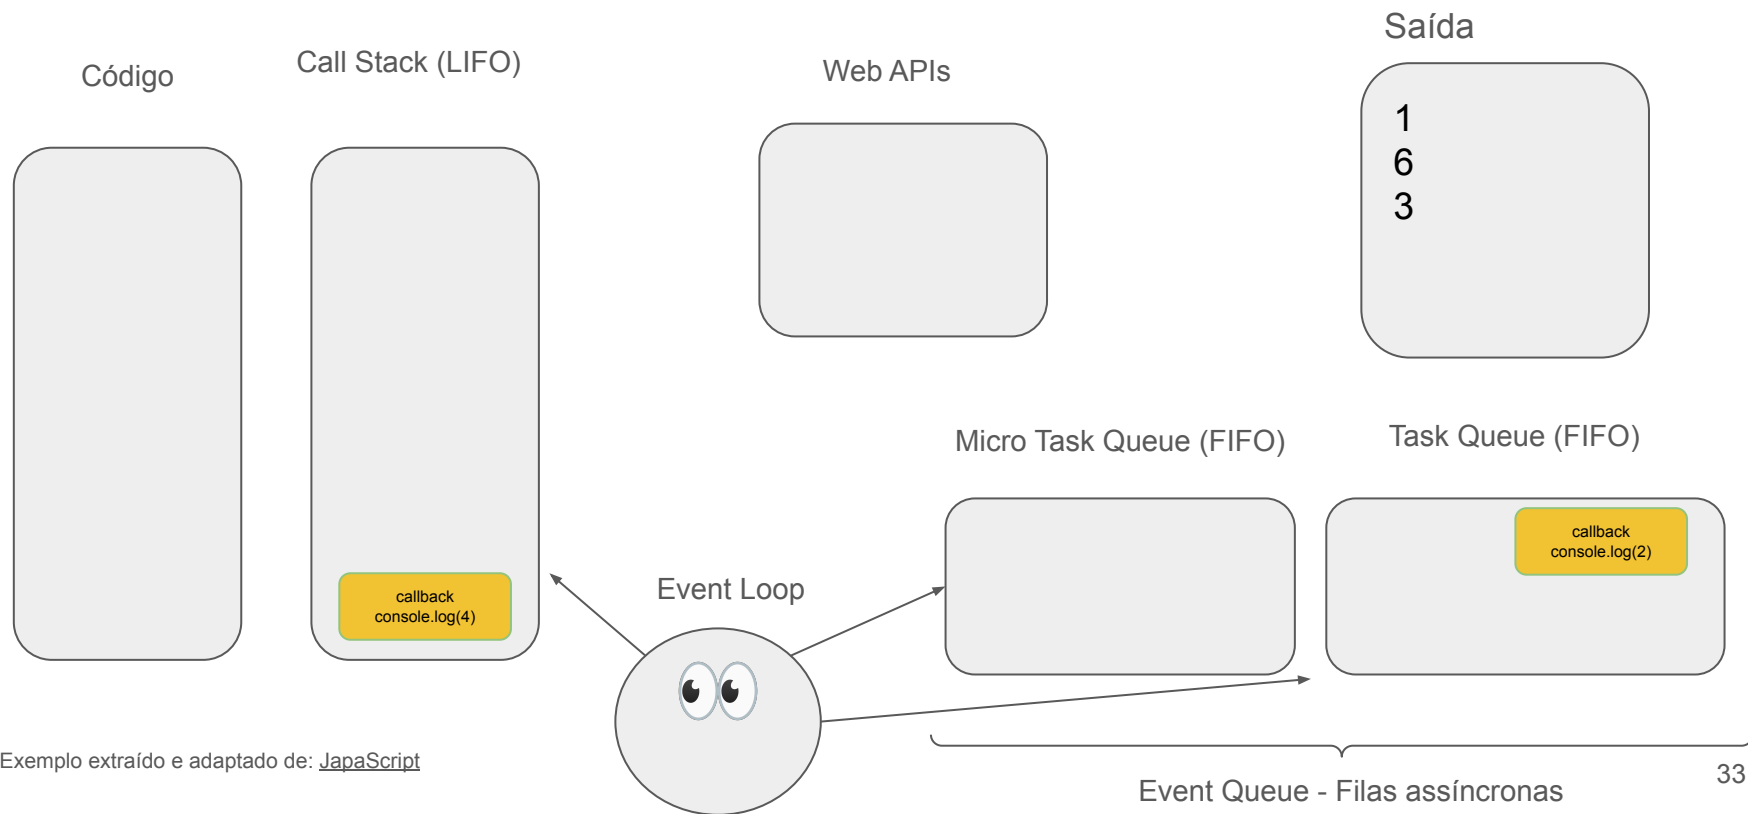 Código
Call Stack (LIFO)
Web APIs
Saída
1
6
3
Micro Task Queue (FIFO)
Task Queue (FIFO)
callback
console.log(2)
callback
console.log(4)
Event Loop
Exemplo extraído e adaptado de: JapaScript
Event Queue - Filas assíncronas
33